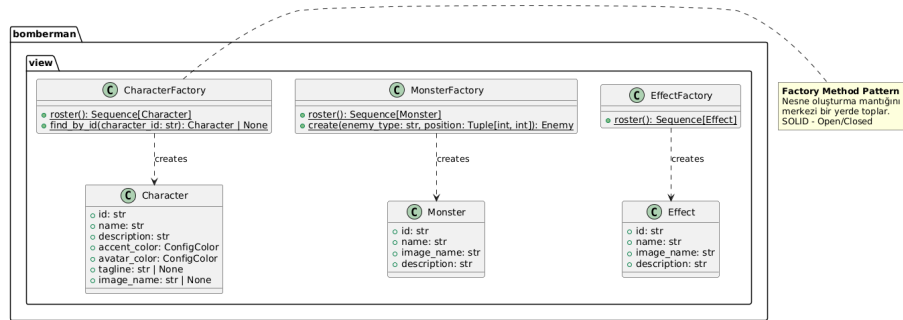 bomberman
view
C CharacterFactory
roster(): Sequence[Character]
find_by_id(character_id: str): Character | None
C MonsterFactory
roster(): Sequence[Monster]
create(enemy_type: str, position: Tuple[int, int]): Enemy
C EffectFactory
roster(): Sequence[Effect]
Factory Method Pattern
Nesne oluşturma mantığını
merkezi bir yerde toplar.
SOLID - Open/Closed
creates
creates
creates
C Character
id: str
name: str
description: str
accent_color: ConfigColor
avatar_color: ConfigColor
tagline: str | None
image_name: str | None
C Monster
id: str
name: str
image_name: str
description: str
C Effect
id: str
name: str
image_name: str
description: str